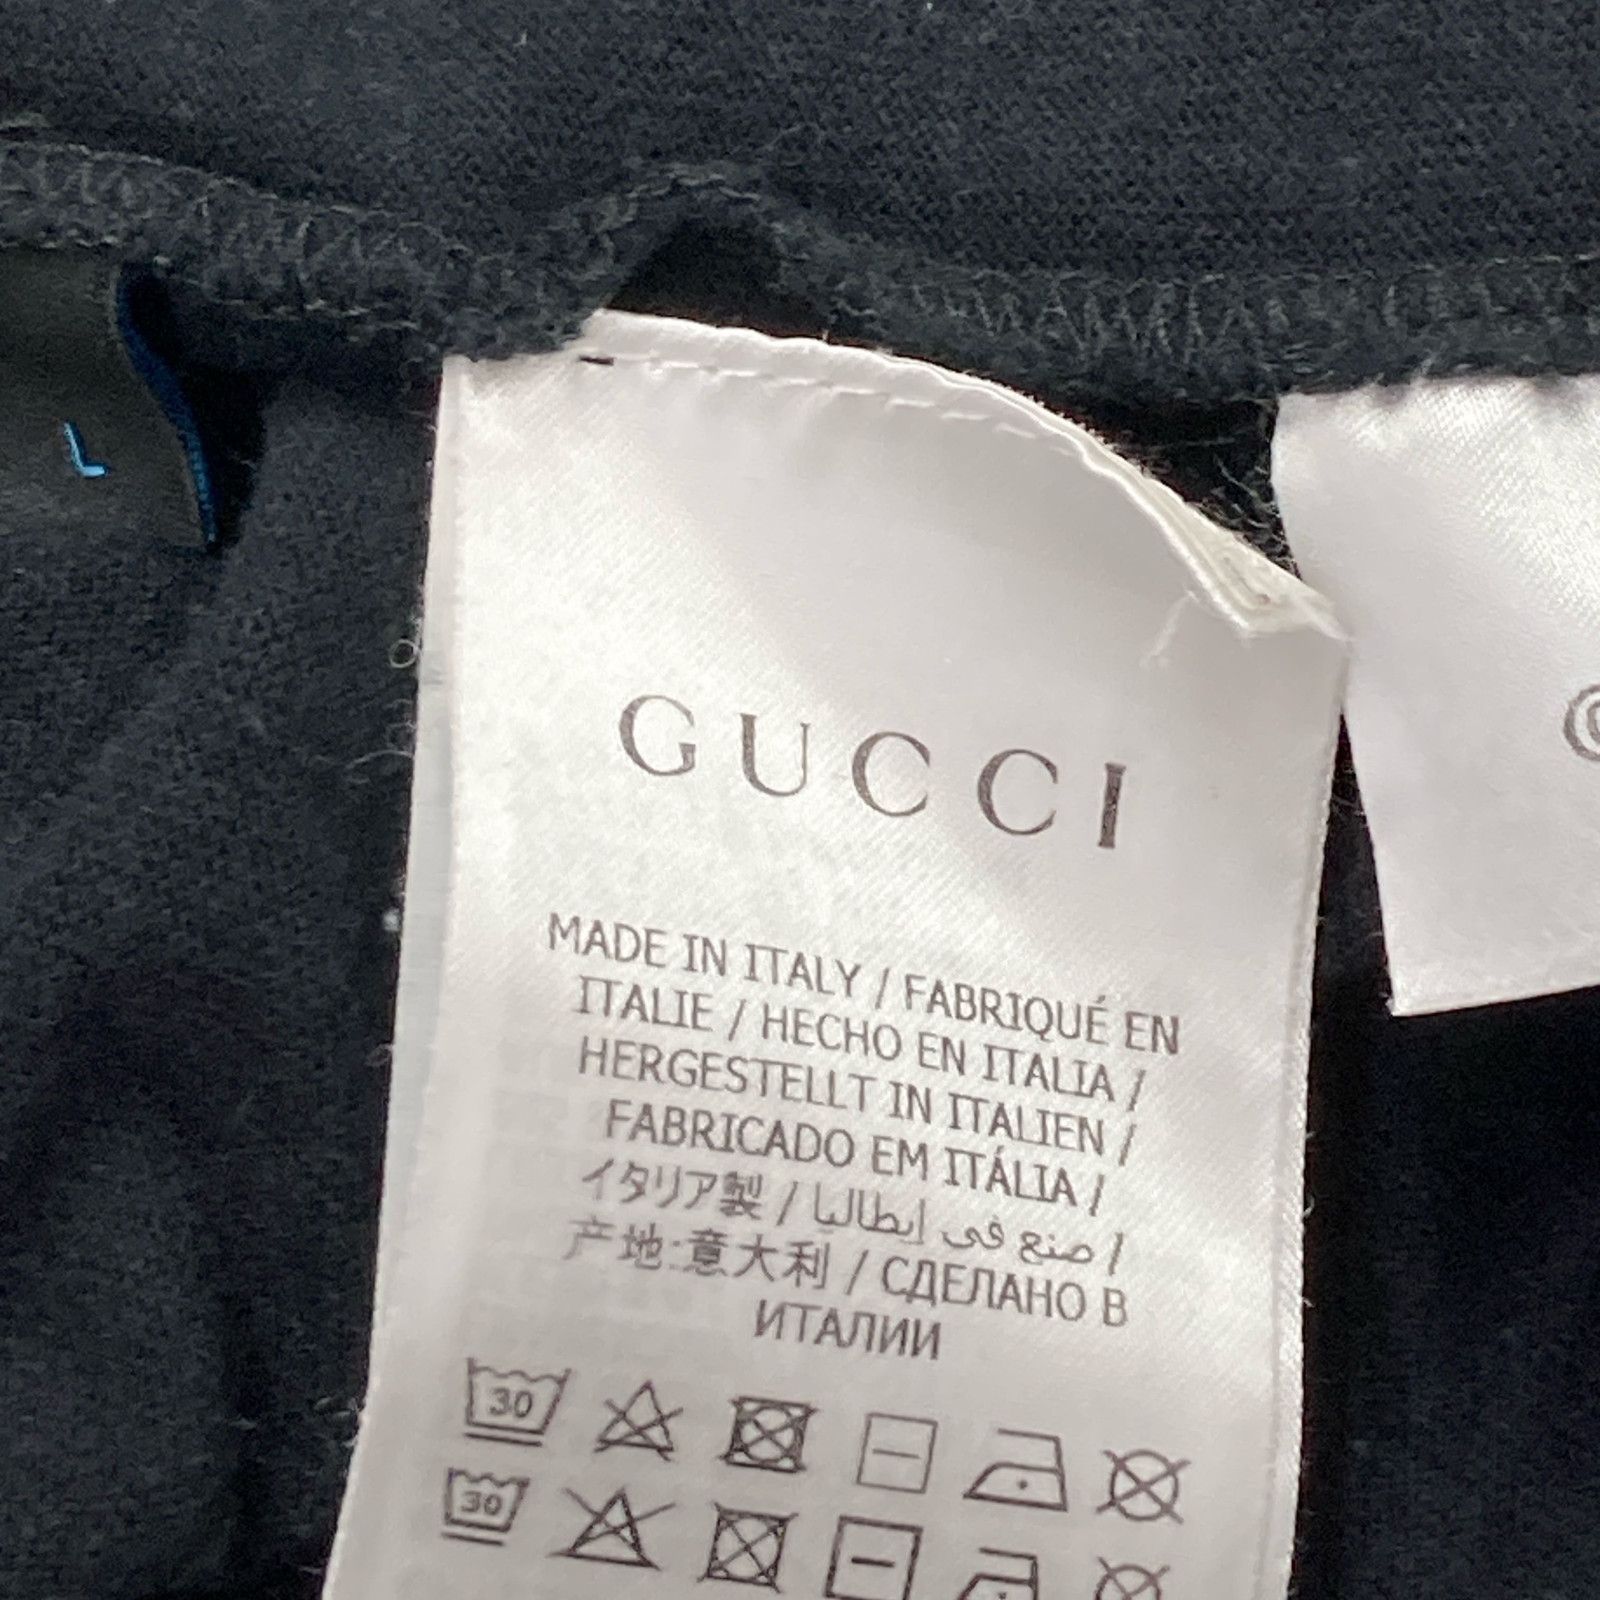 L
GUCCI
MADE IN ITALY / FABRIQUÉ EN
ITALIE / HECHO EN ITALIA /
HERGESTELLT IN ITALIEN /
FABRICADO EM ITÁLIA /
イタリア製 / صنع في إيطاليا /
产地:意大利 / СДЕЛАНО В
ИТАЛИИ
30
30